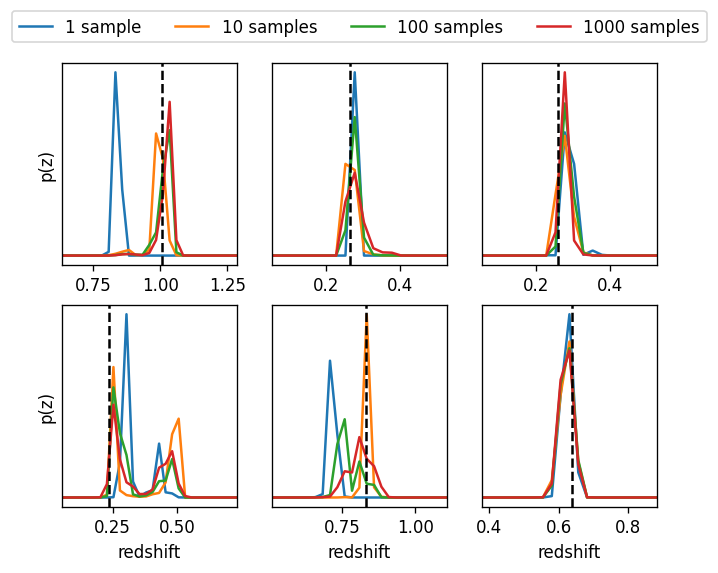 1 sample 10 samples 100 samples 1000 samples
p(z)
0.75 1.00 1.25 0.2 0.4 0.2 0.4
p(z)
0.25 0.50 0.75 1.00 0.4 0.6 0.8
redshift redshift redshift